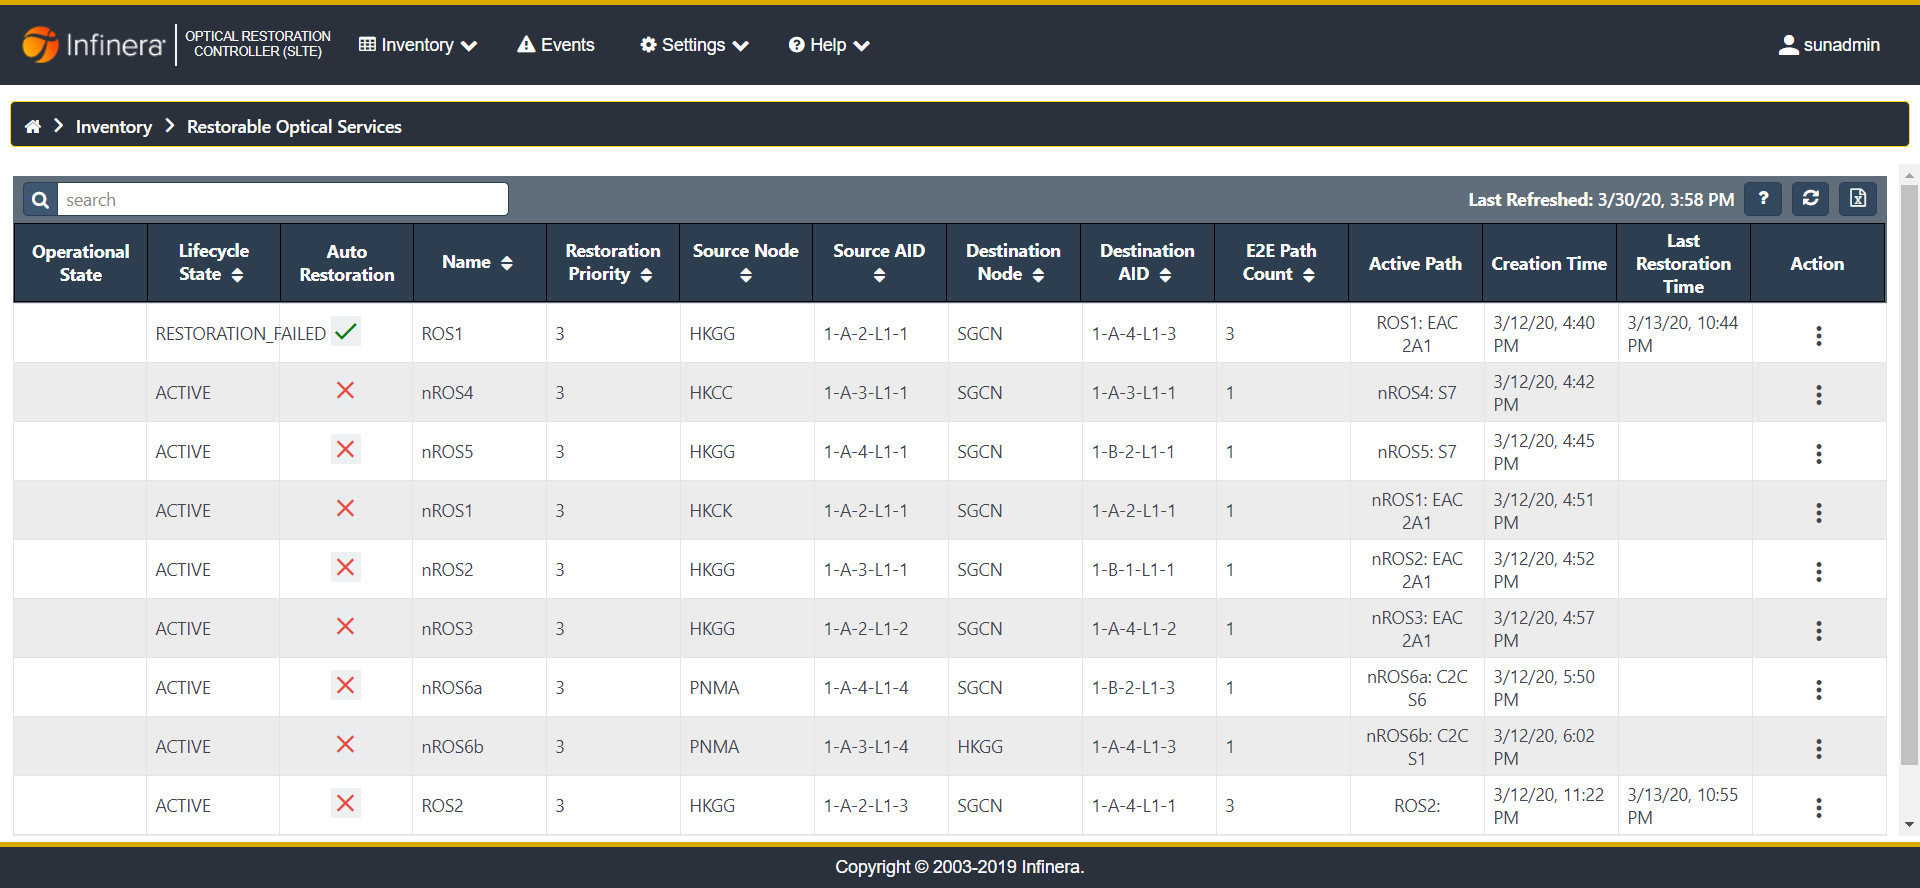 Infinera
OPTICAL RESTORATION
CONTROLLER (SLTE)
Inventory
Events
Settings
Help
sunadmin
Inventory
Restorable Optical Services
search
Last Refreshed: 3/30/20, 3:58 PM
?
Operational
State
Lifecycle
State
Auto
Restoration
Name
Restoration
Priority
Source Node
Source AID
Destination
Node
Destination
AID
E2E Path
Count
Active Path
Creation Time
Last
Restoration
Time
Action
RESTORATION_FAILED
ROS1
3
HKGG
1-A-2-L1-1
SGCN
1-A-4-L1-3
3
ROS1: EAC
2A1
3/12/20, 4:40
PM
3/13/20, 10:44
PM
ACTIVE
nROS4
3
HKCC
1-A-3-L1-1
SGCN
1-A-3-L1-1
1
nROS4: S7
3/12/20, 4:42
PM
ACTIVE
nROS5
3
HKGG
1-A-4-L1-1
SGCN
1-B-2-L1-1
1
nROS5: S7
3/12/20, 4:45
PM
ACTIVE
nROS1
3
HKCK
1-A-2-L1-1
SGCN
1-A-2-L1-1
1
nROS1: EAC
2A1
3/12/20, 4:51
PM
ACTIVE
nROS2
3
HKGG
1-A-3-L1-1
SGCN
1-B-1-L1-1
1
nROS2: EAC
2A1
3/12/20, 4:52
PM
ACTIVE
nROS3
3
HKGG
1-A-2-L1-2
SGCN
1-A-4-L1-2
1
nROS3: EAC
2A1
3/12/20, 4:57
PM
ACTIVE
nROS6a
3
PNMA
1-A-4-L1-4
SGCN
1-B-2-L1-3
1
nROS6a: C2C
S6
3/12/20, 5:50
PM
ACTIVE
nROS6b
3
PNMA
1-A-3-L1-4
HKGG
1-A-4-L1-3
1
nROS6b: C2C
S1
3/12/20, 6:02
PM
ACTIVE
ROS2
3
HKGG
1-A-2-L1-3
SGCN
1-A-4-L1-1
3
ROS2:
3/12/20, 11:22
PM
3/13/20, 10:55
PM
Copyright © 2003-2019 Infinera.